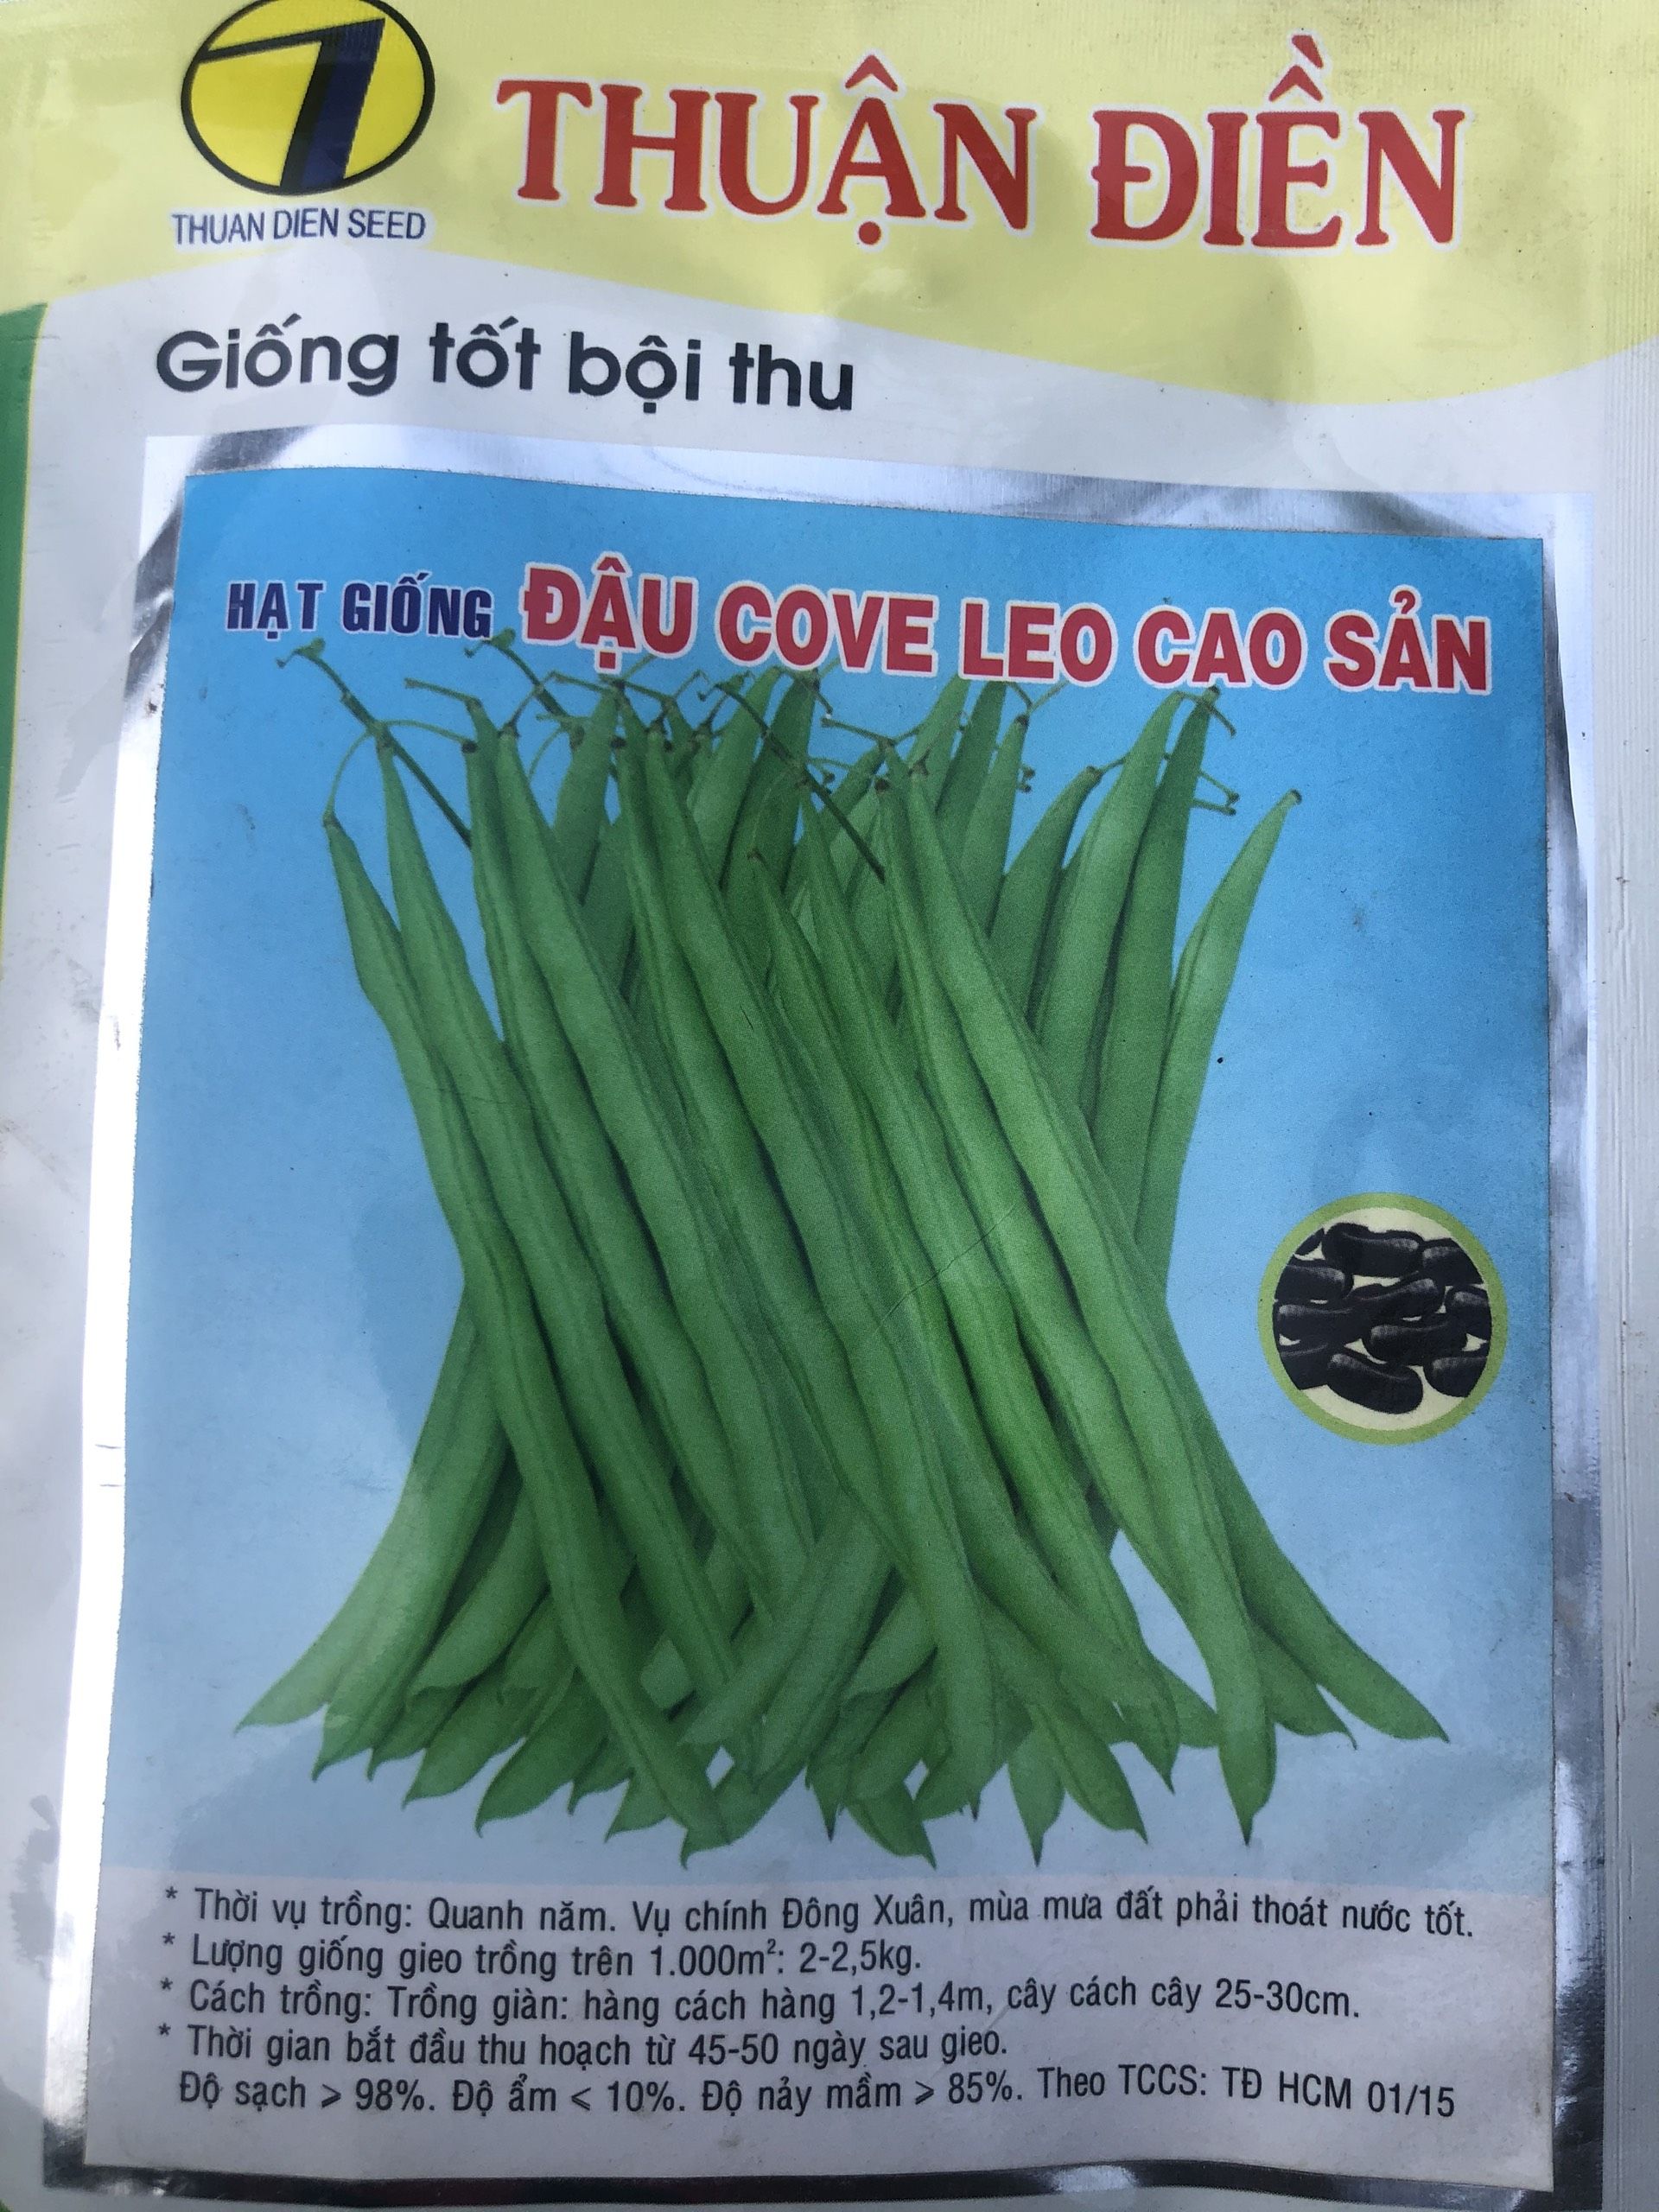 THUẬN ĐIỀN
THUAN DIEN SEED
Giống tốt bội thu
HẠT GIỐNG ĐẬU COVE LEO CAO SẢN
* Thời vụ trồng: Quanh năm. Vụ chính Đông Xuân, mùa mưa đất phải thoát nước tốt.
* Lượng giống gieo trồng trên 1.000m²: 2-2,5kg.
* Cách trồng: Trồng giàn: hàng cách hàng 1,2-1,4m, cây cách cây 25-30cm.
* Thời gian bắt đầu thu hoạch từ 45-50 ngày sau gieo.
Độ sạch ⩾ 98%. Độ ẩm ⩽ 10%. Độ nảy mầm ⩾ 85%. Theo TCCS: TĐ HCM 01/15